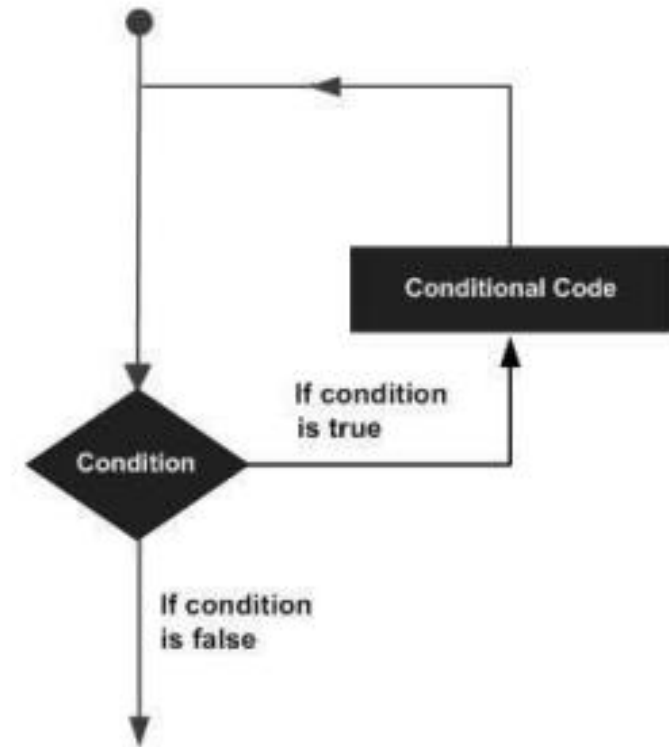 Conditional Code
If condition
is true
Condition
If condition
is false